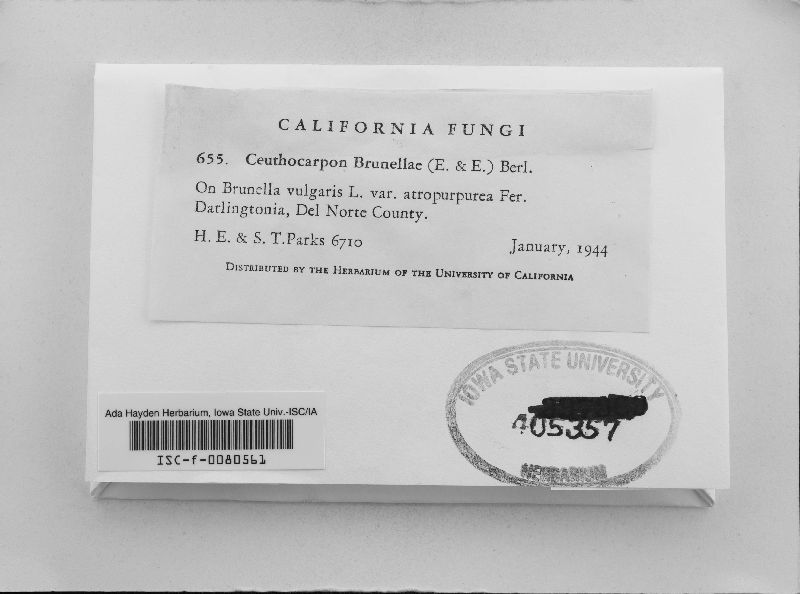 CALIFORNIA FUNGI
655. Ceuthocarpon Brunellae (E. & E.) Berl.
On Brunella vulgaris L. var. atropurpurea Fer.
Darlingtonia, Del Norte County.
H. E. & S. T. Parks 6710 January, 1944
DISTRIBUTED BY THE HERBARIUM OF THE UNIVERSITY OF CALIFORNIA
IOWA STATE UNIVERSITY
405357
HERBARIUM
Ada Hayden Herbarium, Iowa State Univ.-ISC/IA
ISC-f-0080561